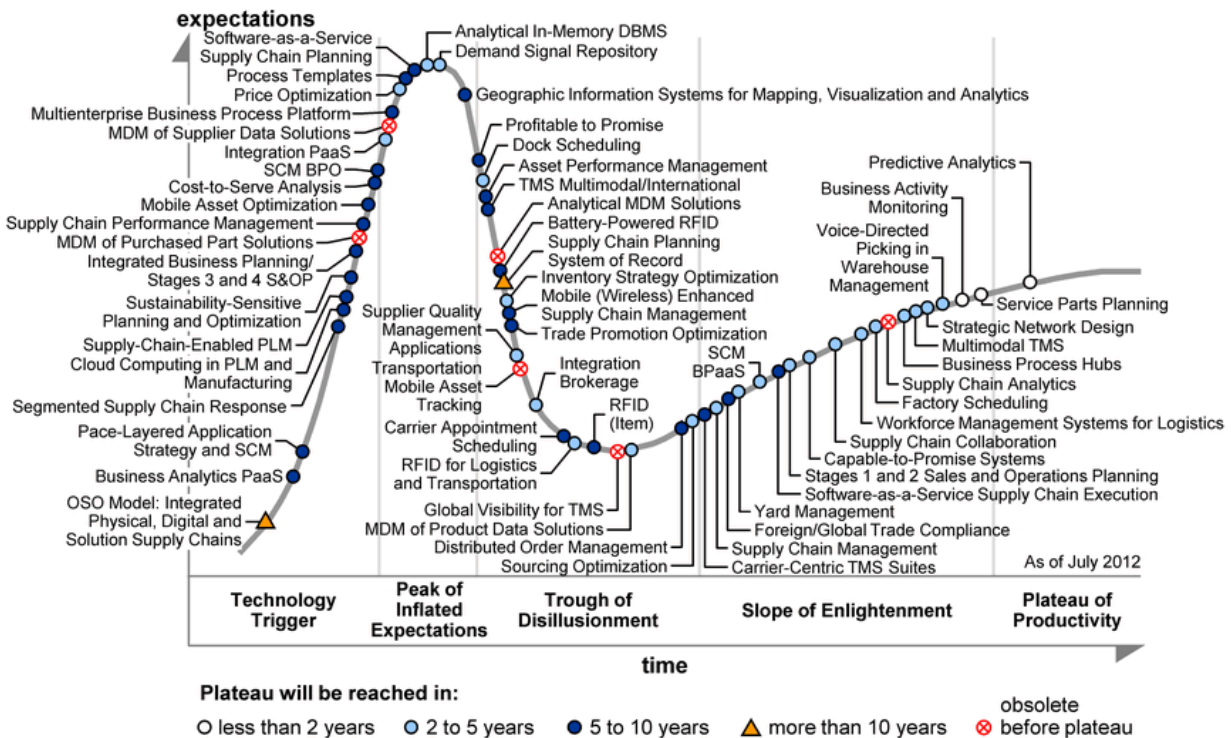 expectations
Software-as-a-Service
Supply Chain Planning
Process Templates
Price Optimization
Multienterprise Business Process Platform
MDM of Supplier Data Solutions
Integration PaaS
SCM BPO
Cost-to-Serve Analysis
Mobile Asset Optimization
Supply Chain Performance Management
MDM of Purchased Part Solutions
Integrated Business Planning/
Stages 3 and 4 S&OP
Sustainability-Sensitive
Planning and Optimization
Supply-Chain-Enabled PLM
Cloud Computing in PLM and
Manufacturing
Segmented Supply Chain Response
Pace-Layered Application
Strategy and SCM
Business Analytics PaaS
OSO Model: Integrated
Physical, Digital and
Solution Supply Chains
Analytical In-Memory DBMS
Demand Signal Repository
Geographic Information Systems for Mapping, Visualization and Analytics
Profitable to Promise
Dock Scheduling
Asset Performance Management
TMS Multimodal/International
Analytical MDM Solutions
Battery-Powered RFID
Supply Chain Planning
System of Record
Inventory Strategy Optimization
Mobile (Wireless) Enhanced
Supply Chain Management
Trade Promotion Optimization
Supplier Quality
Management
Applications
Transportation
Mobile Asset
Tracking
Integration
Brokerage
Carrier Appointment
Scheduling
RFID
(Item)
RFID for Logistics
and Transportation
Global Visibility for TMS
MDM of Product Data Solutions
Distributed Order Management
Sourcing Optimization
SCM
BPaaS
Predictive Analytics
Business Activity
Monitoring
Voice-Directed
Picking in
Warehouse
Management
Service Parts Planning
Strategic Network Design
Multimodal TMS
Business Process Hubs
Supply Chain Analytics
Factory Scheduling
Workforce Management Systems for Logistics
Supply Chain Collaboration
Capable-to-Promise Systems
Stages 1 and 2 Sales and Operations Planning
Software-as-a-Service Supply Chain Execution
Yard Management
Foreign/Global Trade Compliance
Supply Chain Management
Carrier-Centric TMS Suites
As of July 2012
Technology
Trigger
Peak of
Inflated
Expectations
Trough of
Disillusionment
Slope of Enlightenment
Plateau of
Productivity
time
Plateau will be reached in:
less than 2 years
2 to 5 years
5 to 10 years
more than 10 years
obsolete
before plateau